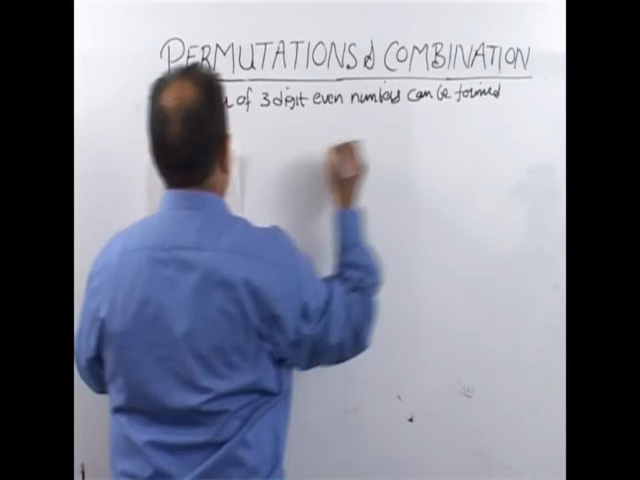 PERMUTATIONS & COMBINATION
of 3 digit even numbers can be formed